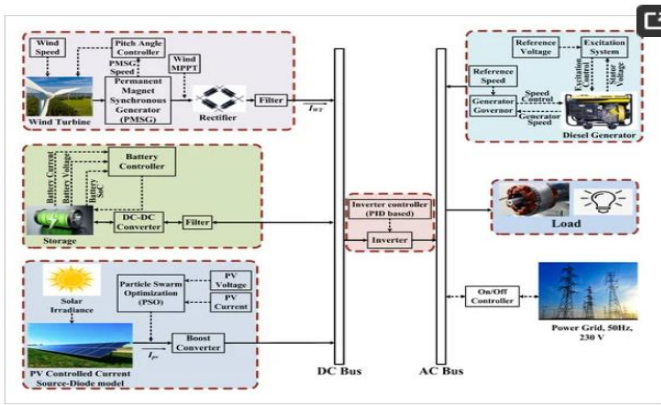 Wind
Speed
Pitch Angle
Controller
PMSG
Speed
Wind
MPPT
Permanent
Magnet
Synchronous
Generator
(PMSG)
Wind Turbine
Rectifier
Filter
I_WT
Battery Current
Battery Voltage
Battery
SoC
Battery
Controller
DC-DC
Converter
Filter
Storage
Solar
Irradiance
Particle Swarm
Optimization
(PSO)
PV
Voltage
PV
Current
I_pv
Boost
Converter
PV Controlled Current
Source-Diode model
DC Bus
Inverter controller
(PID based)
Inverter
AC Bus
Reference
Voltage
Excitation
System
Excitation
Control
Stator
Voltage
Reference
Speed
Generator
Governor
Speed
Control
Generator
Speed
Diesel Generator
Load
On/Off
Controller
Power Grid, 50Hz,
230 V